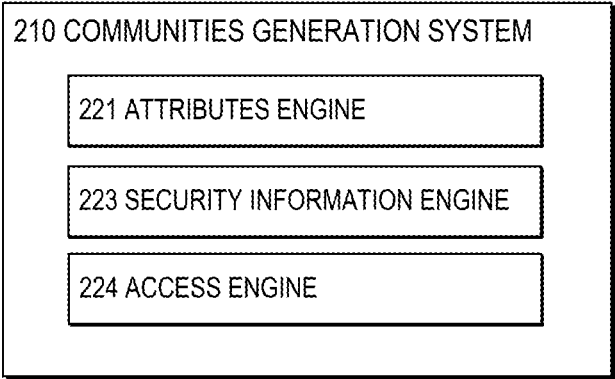 210 COMMUNITIES GENERATION SYSTEM
221 ATTRIBUTES ENGINE
223 SECURITY INFORMATION ENGINE
224 ACCESS ENGINE